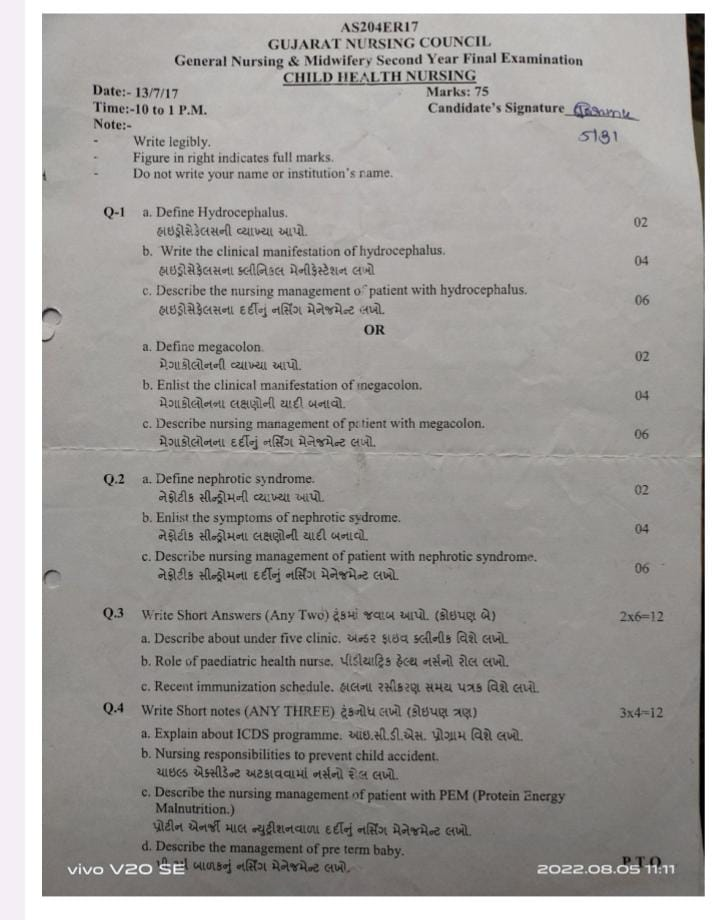 AS204ER17
GUJARAT NURSING COUNCIL
General Nursing & Midwifery Second Year Final Examination
CHILD HEALTH NURSING
Date:- 13/7/17 Marks: 75
Time:-10 to 1 P.M. Candidate's Signature
Note:- 5131
- Write legibly.
- Figure in right indicates full marks.
- Do not write your name or institution's name.
Q-1 a. Define Hydrocephalus. 02
હાઇડ્રોસેફેલસની વ્યાખ્યા આપો.
b. Write the clinical manifestation of hydrocephalus. 04
હાઇડ્રોસેફેલસના ક્લીનિકલ મેનીફેસ્ટેશન લખો
c. Describe the nursing management of patient with hydrocephalus. 06
હાઇડ્રોસેફેલસના દર્દીનું નર્સિંગ મેનેજમેન્ટ લખો.
OR
a. Define megacolon. 02
મેગાકોલોનની વ્યાખ્યા આપો.
b. Enlist the clinical manifestation of megacolon. 04
મેગાકોલોનના લક્ષણોની યાદી બનાવો.
c. Describe nursing management of patient with megacolon. 06
મેગાકોલોનના દર્દીનું નર્સિંગ મેનેજમેન્ટ લખો.
Q.2 a. Define nephrotic syndrome. 02
નેફ્રોટીક સીન્ડ્રોમની વ્યાખ્યા આપો.
b. Enlist the symptoms of nephrotic sydrome. 04
નેફ્રોટીક સીન્ડ્રોમના લક્ષણોની યાદી બનાવો.
c. Describe nursing management of patient with nephrotic syndrome. 06
નેફ્રોટીક સીન્ડ્રોમના દર્દીનું નર્સિંગ મેનેજમેન્ટ લખો.
Q.3 Write Short Answers (Any Two) ટુંકમાં જવાબ આપો. (કોઇપણ બે) 2x6=12
a. Describe about under five clinic. અન્ડર ફાઇવ ક્લીનીક વિશે લખો.
b. Role of paediatric health nurse. પીડીયાટ્રિક હેલ્થ નર્સનો રોલ લખો.
c. Recent immunization schedule. હાલના રસીકરણ સમય પત્રક વિશે લખો.
Q.4 Write Short notes (ANY THREE) ટુંકનોધ લખો (કોઇપણ ત્રણ) 3x4=12
a. Explain about ICDS programme. આઇ.સી.ડી.એસ. પ્રોગ્રામ વિશે લખો.
b. Nursing responsibilities to prevent child accident.
ચાઇલ્ડ એક્સીડેન્ટ અટકાવવામાં નર્સનો રોલ લખો.
c. Describe the nursing management of patient with PEM (Protein Energy
Malnutrition.)
પ્રોટીન એનર્જી માલ ન્યુટ્રીશનવાળા દર્દીનું નર્સિંગ મેનેજમેન્ટ લખો.
d. Describe the management of pre term baby.
બાળકનું નર્સિંગ મેનેજમેન્ટ લખો. P.T.O
vivo V20 SE 2022.08.05 11:11